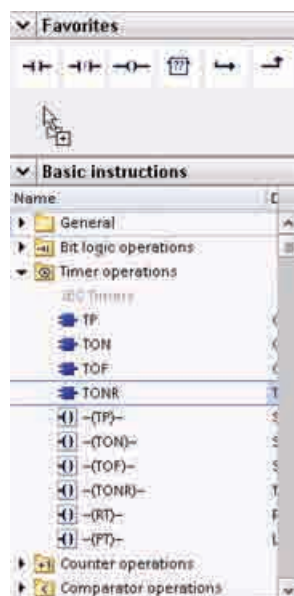 Favorites
??
Basic instructions
Name
General
Bit logic operations
Timer operations
IEC Timers
TP
TON
TOF
TONR
-(TP)-
-(TON)-
-(TOF)-
-(TONR)-
-(RT)-
-(PT)-
Counter operations
Comparator operations